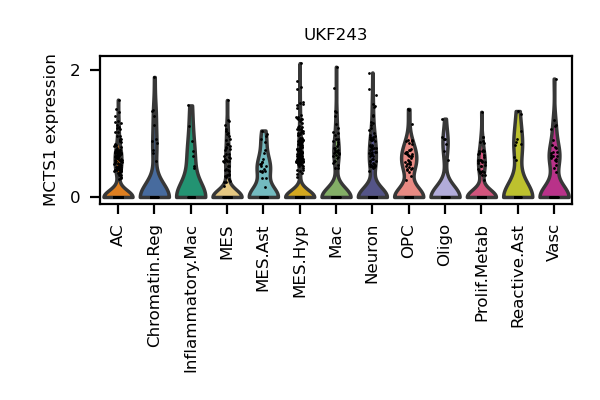 UKF243
MCTS1 expression
2
0
AC
Chromatin.Reg
Inflammatory.Mac
MES
MES.Ast
MES.Hyp
Mac
Neuron
OPC
Oligo
Prolif.Metab
Reactive.Ast
Vasc